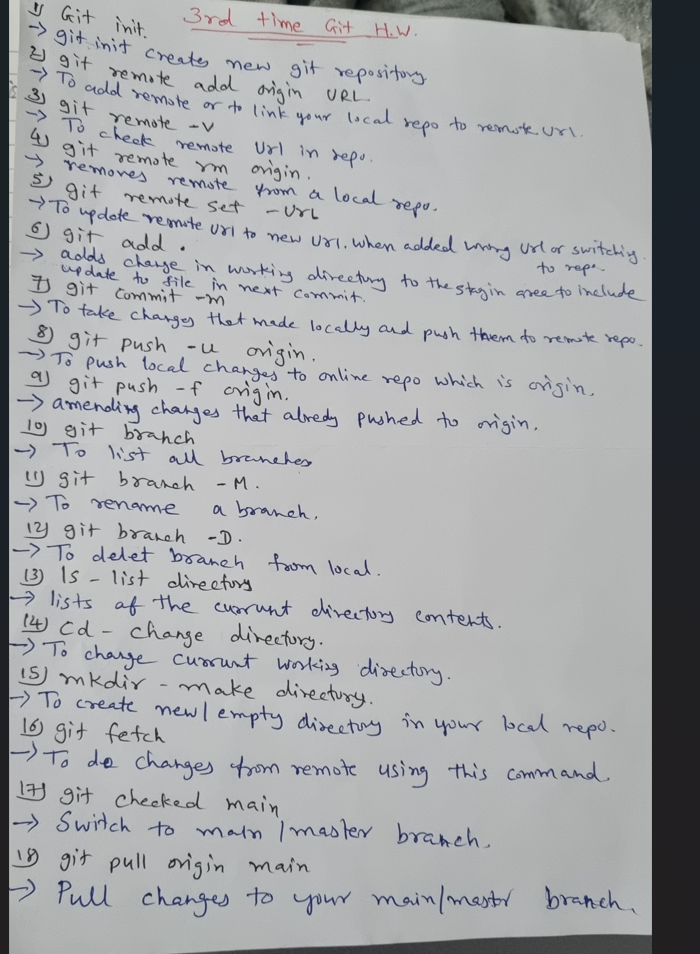 3rd time Git H.W.
1) Git init.
→ git init creates new git repository
2) git remote add origin URL
→ To add remote or to link your local repo to remote url.
3) git remote -v
→ To check remote Url in repo.
4) git remote rm origin.
→ removes remote from a local repo.
5) git remote set -URL
→ To update remote Url to new Url. when added wrong Url or switching
to repo.
6) git add .
→ adds change in working directory to the stagin area to include
update to file in next commit.
7) git commit -m
→ To take changes that made locally and push them to remote repo.
8) git push -u origin.
→ To push local changes to online repo which is origin.
9) git push -f origin.
→ amending changes that alredy pushed to origin.
10) git branch
→ To list all branches
11) git branch -M.
→ To rename a branch.
12) git branch -D.
→ To delet branch from local.
13) ls - list directory
→ lists of the currunt directory contents.
14) cd - change directory.
→ To change currunt working directory.
15) mkdir - make directory.
→ To create new/empty directory in your local repo.
16) git fetch
→ To do changes from remote using this command.
17) git checked main
→ Switch to main /master branch.
18) git pull origin main
→ Pull changes to your main/mastr branch.